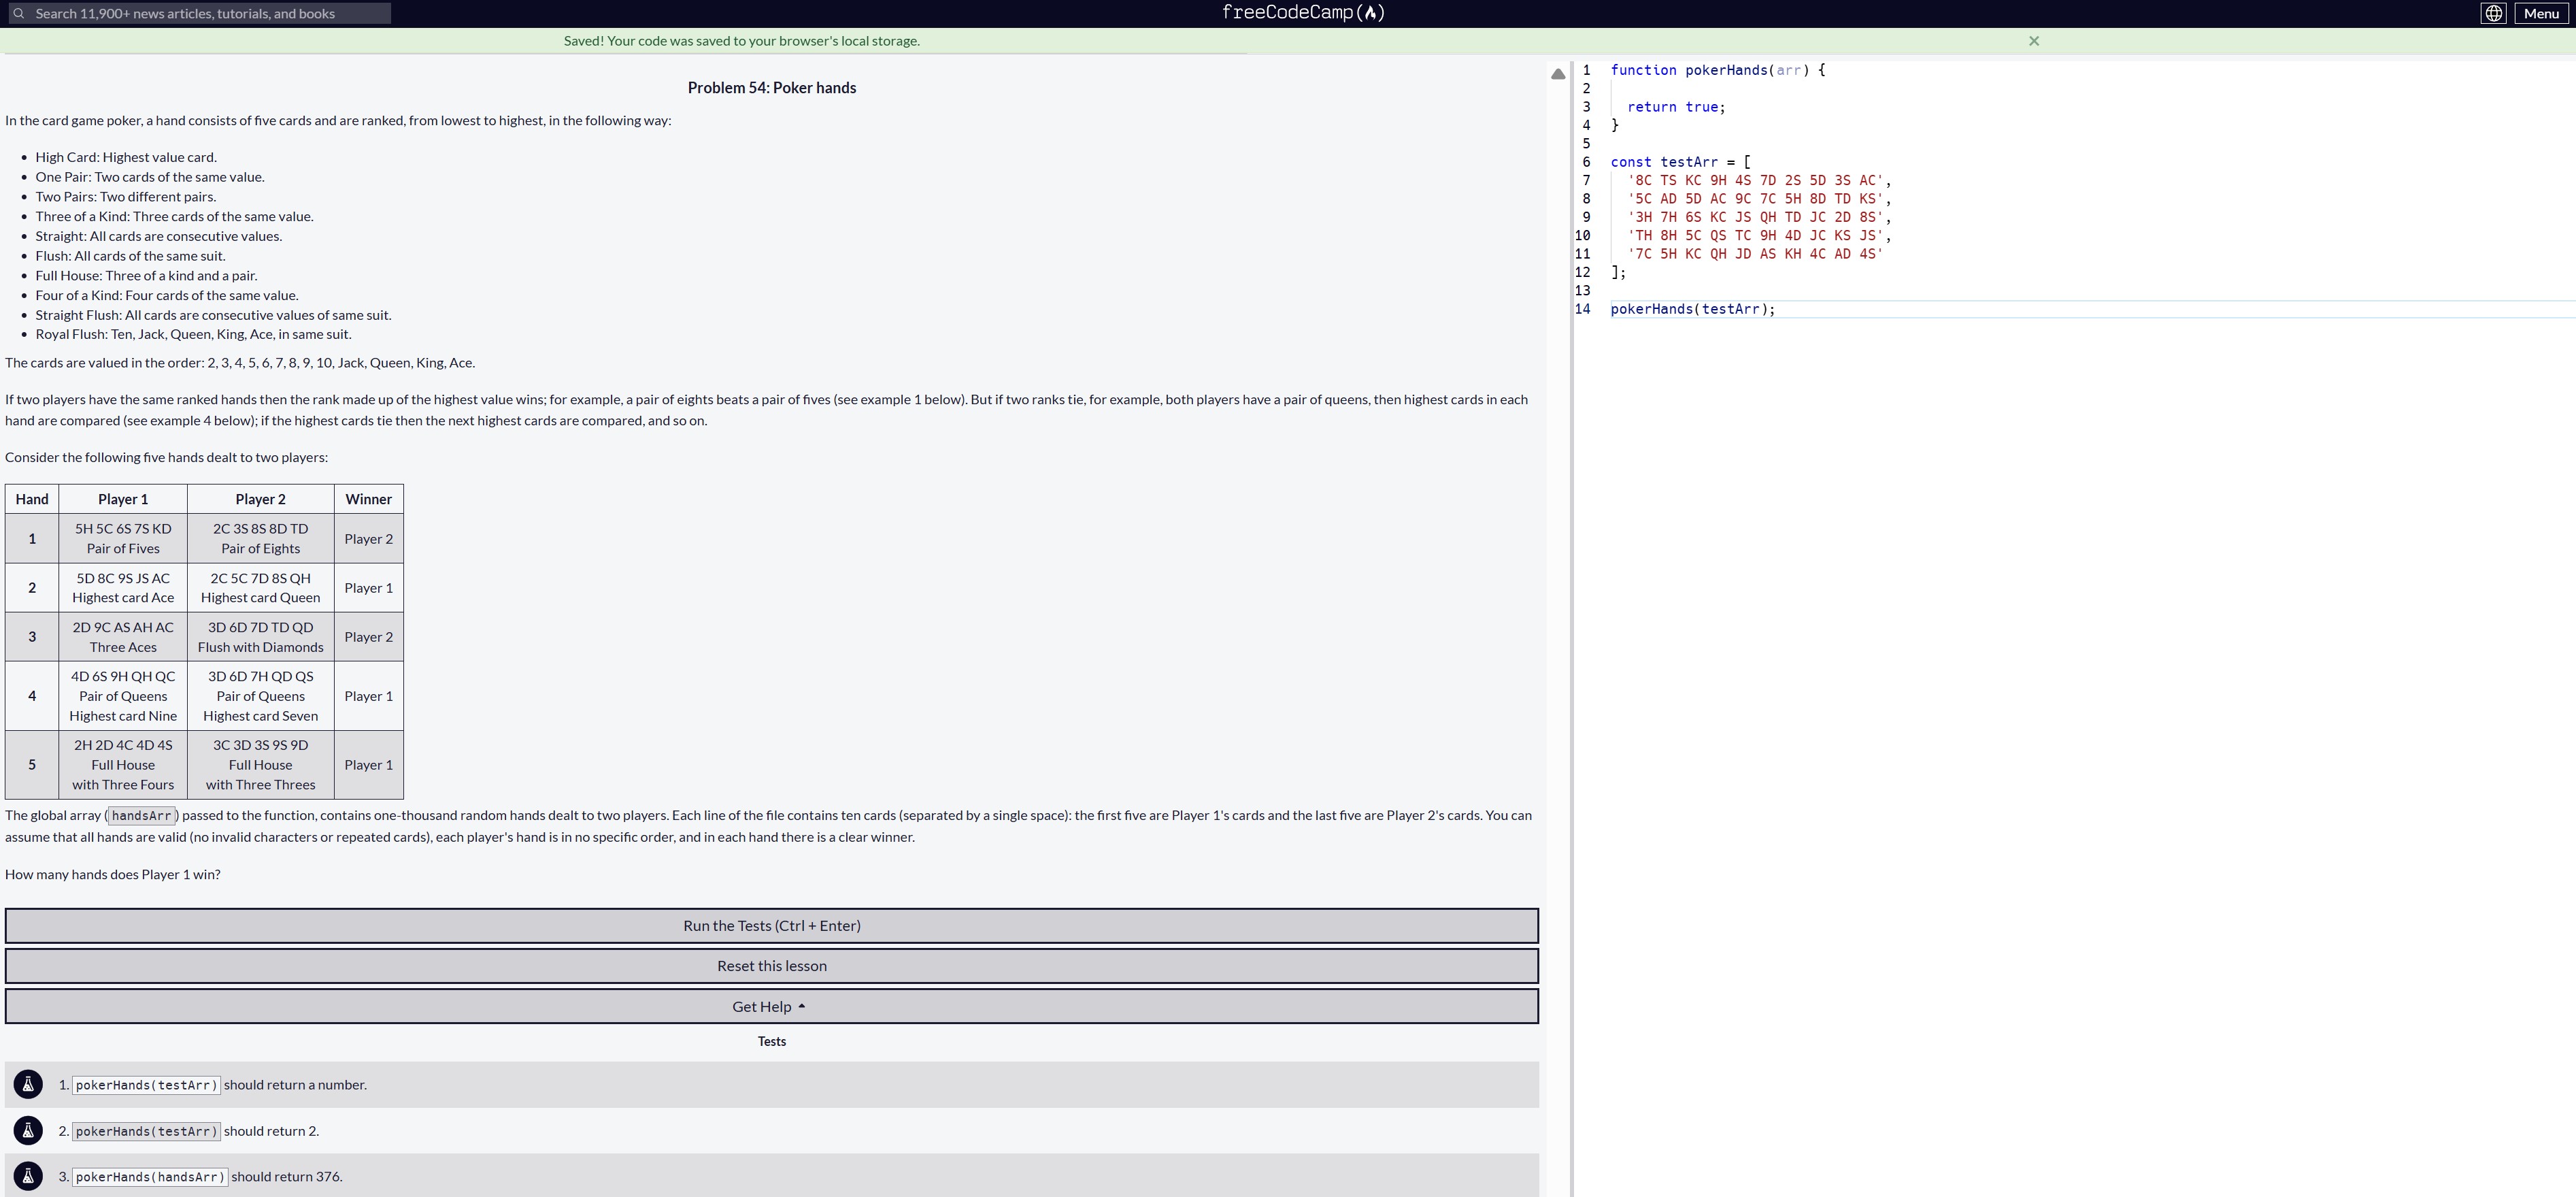 Search 11,900+ news articles, tutorials, and books
freeCodeCamp
Menu
Saved! Your code was saved to your browser's local storage.
×
Problem 54: Poker hands
In the card game poker, a hand consists of five cards and are ranked, from lowest to highest, in the following way:
• High Card: Highest value card.
• One Pair: Two cards of the same value.
• Two Pairs: Two different pairs.
• Three of a Kind: Three cards of the same value.
• Straight: All cards are consecutive values.
• Flush: All cards of the same suit.
• Full House: Three of a kind and a pair.
• Four of a Kind: Four cards of the same value.
• Straight Flush: All cards are consecutive values of same suit.
• Royal Flush: Ten, Jack, Queen, King, Ace, in same suit.
The cards are valued in the order: 2, 3, 4, 5, 6, 7, 8, 9, 10, Jack, Queen, King, Ace.
If two players have the same ranked hands then the rank made up of the highest value wins; for example, a pair of eights beats a pair of fives (see example 1 below). But if two ranks tie, for example, both players have a pair of queens, then highest cards in each
hand are compared (see example 4 below); if the highest cards tie then the next highest cards are compared, and so on.
Consider the following five hands dealt to two players:
Hand Player 1 Player 2 Winner
1
5H 5C 6S 7S KD
Pair of Fives
2C 3S 8S 8D TD
Pair of Eights
Player 2
2
5D 8C 9S JS AC
Highest card Ace
2C 5C 7D 8S QH
Highest card Queen
Player 1
3
2D 9C AS AH AC
Three Aces
3D 6D 7D TD QD
Flush with Diamonds
Player 2
4
4D 6S 9H QH QC
Pair of Queens
Highest card Nine
3D 6D 7H QD QS
Pair of Queens
Highest card Seven
Player 1
5
2H 2D 4C 4D 4S
Full House
with Three Fours
3C 3D 3S 9S 9D
Full House
with Three Threes
Player 1
The global array (handsArr) passed to the function, contains one-thousand random hands dealt to two players. Each line of the file contains ten cards (separated by a single space): the first five are Player 1's cards and the last five are Player 2's cards. You can
assume that all hands are valid (no invalid characters or repeated cards), each player's hand is in no specific order, and in each hand there is a clear winner.
How many hands does Player 1 win?
Run the Tests (Ctrl + Enter)
Reset this lesson
Get Help
Tests
1. pokerHands(testArr) should return a number.
2. pokerHands(testArr) should return 2.
3. pokerHands(handsArr) should return 376.
1 function pokerHands(arr) {
2
3 return true;
4 }
5
6 const testArr = [
7 '8C TS KC 9H 4S 7D 2S 5D 3S AC',
8 '5C AD 5D AC 9C 7C 5H 8D TD KS',
9 '3H 7H 6S KC JS QH TD JC 2D 8S',
10 'TH 8H 5C QS TC 9H 4D JC KS JS',
11 '7C 5H KC QH JD AS KH 4C AD 4S'
12 ];
13
14 pokerHands(testArr);